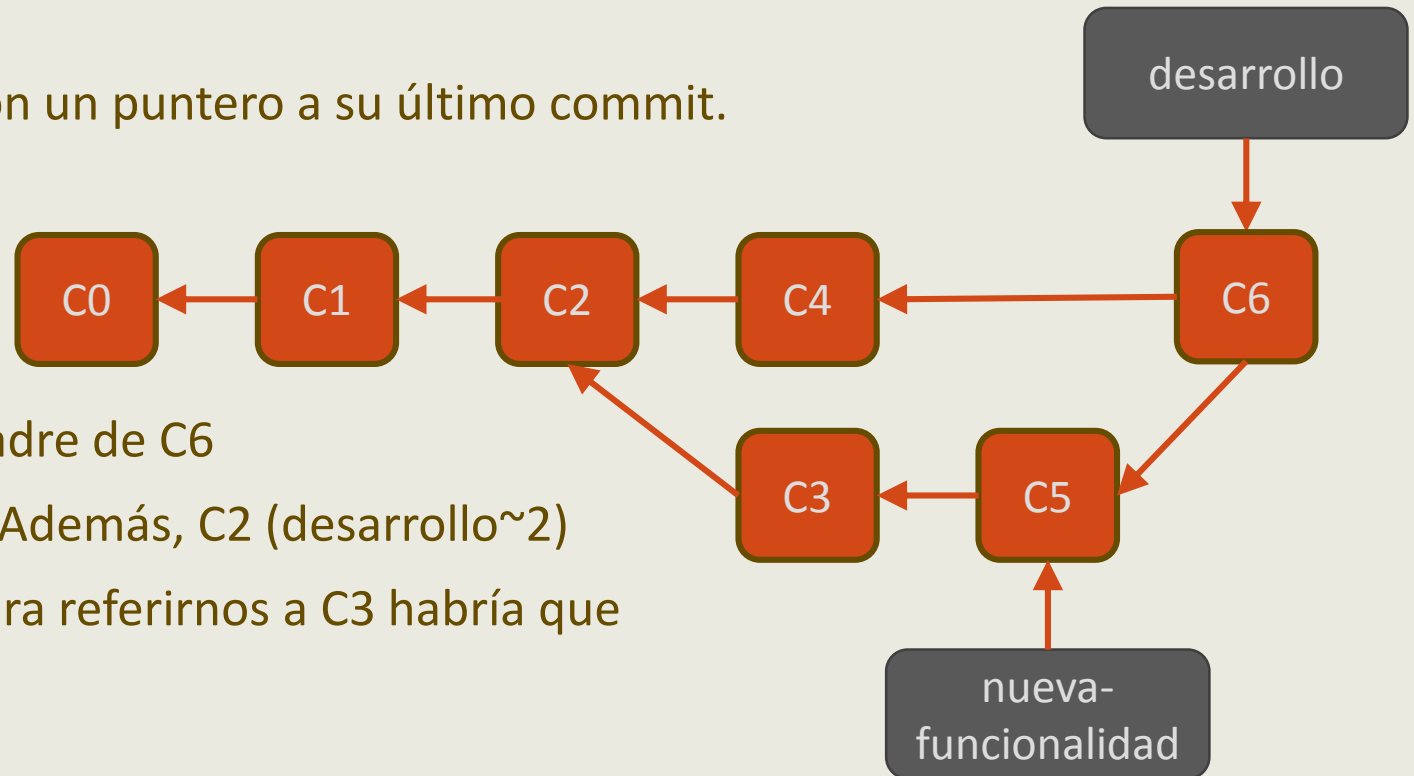 desarrollo
on un puntero a su último commit.
C0 C1 C2 C4 C6
adre de C6
C3 C5
Además, C2 (desarrollo~2)
ra referirnos a C3 habría que
nueva-
funcionalidad